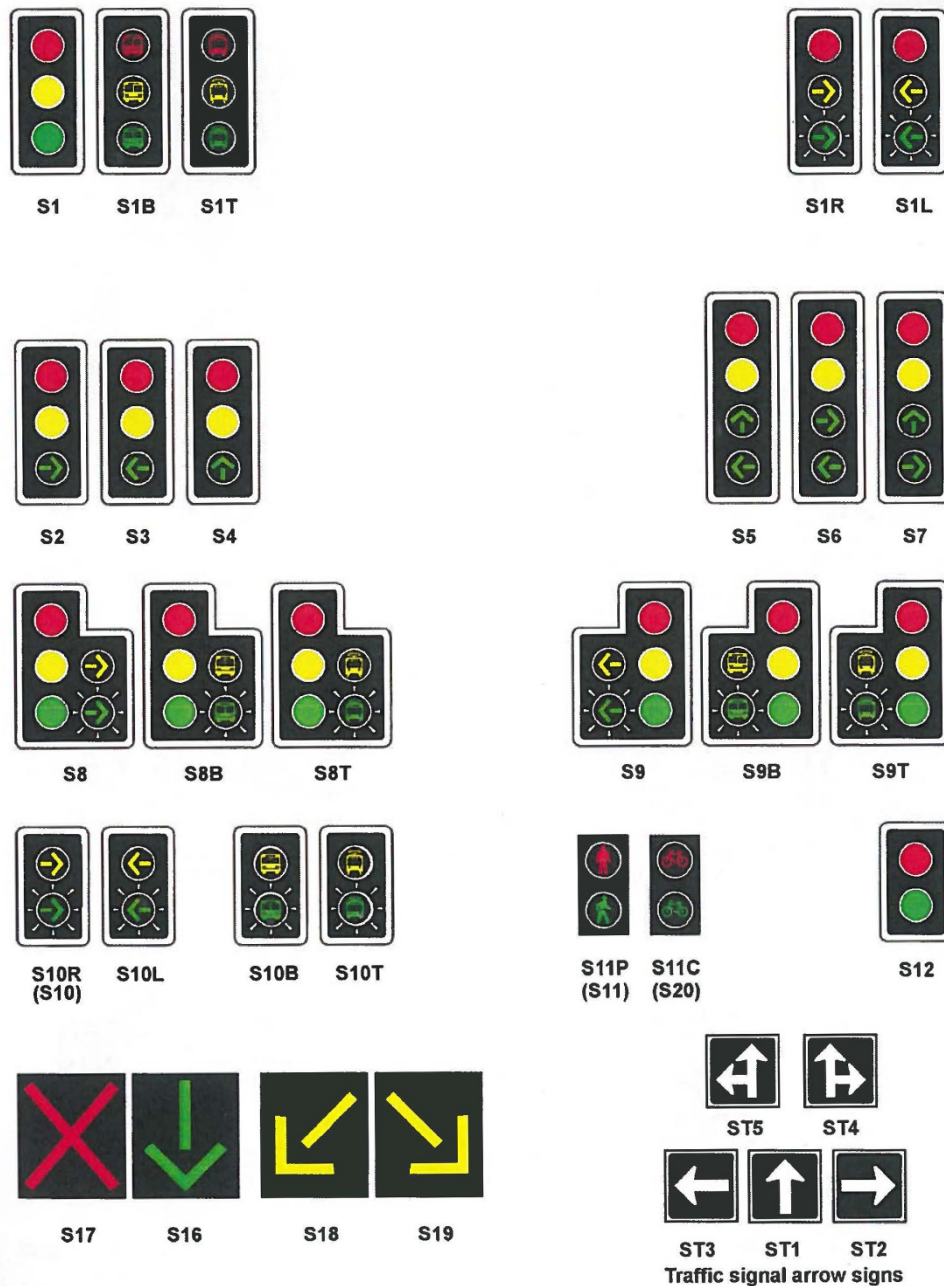 S1 S1B S1T S1R S1L
S2 S3 S4 S5 S6 S7
S8 S8B S8T S9 S9B S9T
S10R S10L S10B S10T S11P S11C S12
(S10) (S11) (S20)
ST5 ST4
S17 S16 S18 S19
ST3 ST1 ST2
Traffic signal arrow signs